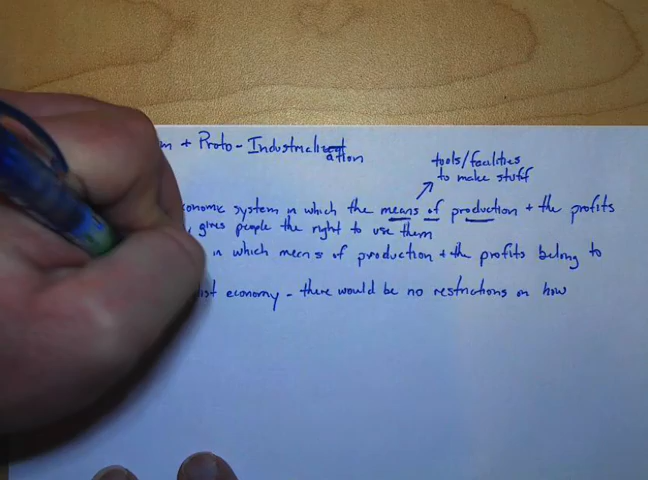 m + Proto-Industrialization
tools/facilities
to make stuff
onomic system in which the means of production + the profits
, gives people the right to use them
in which means of production + the profits belong to
list economy - there would be no restrictions on how